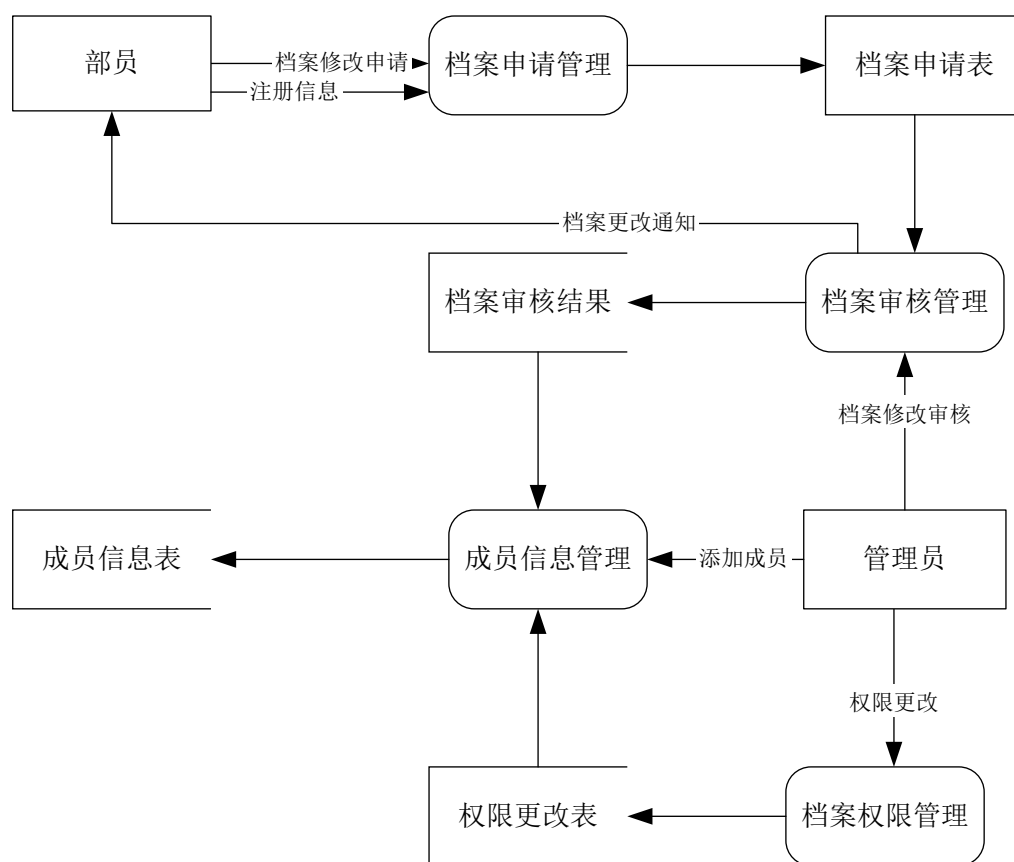 部员
档案修改申请
注册信息
档案申请管理
档案申请表
档案更改通知
档案审核结果
档案审核管理
档案修改审核
成员信息表
成员信息管理
添加成员
管理员
权限更改
权限更改表
档案权限管理